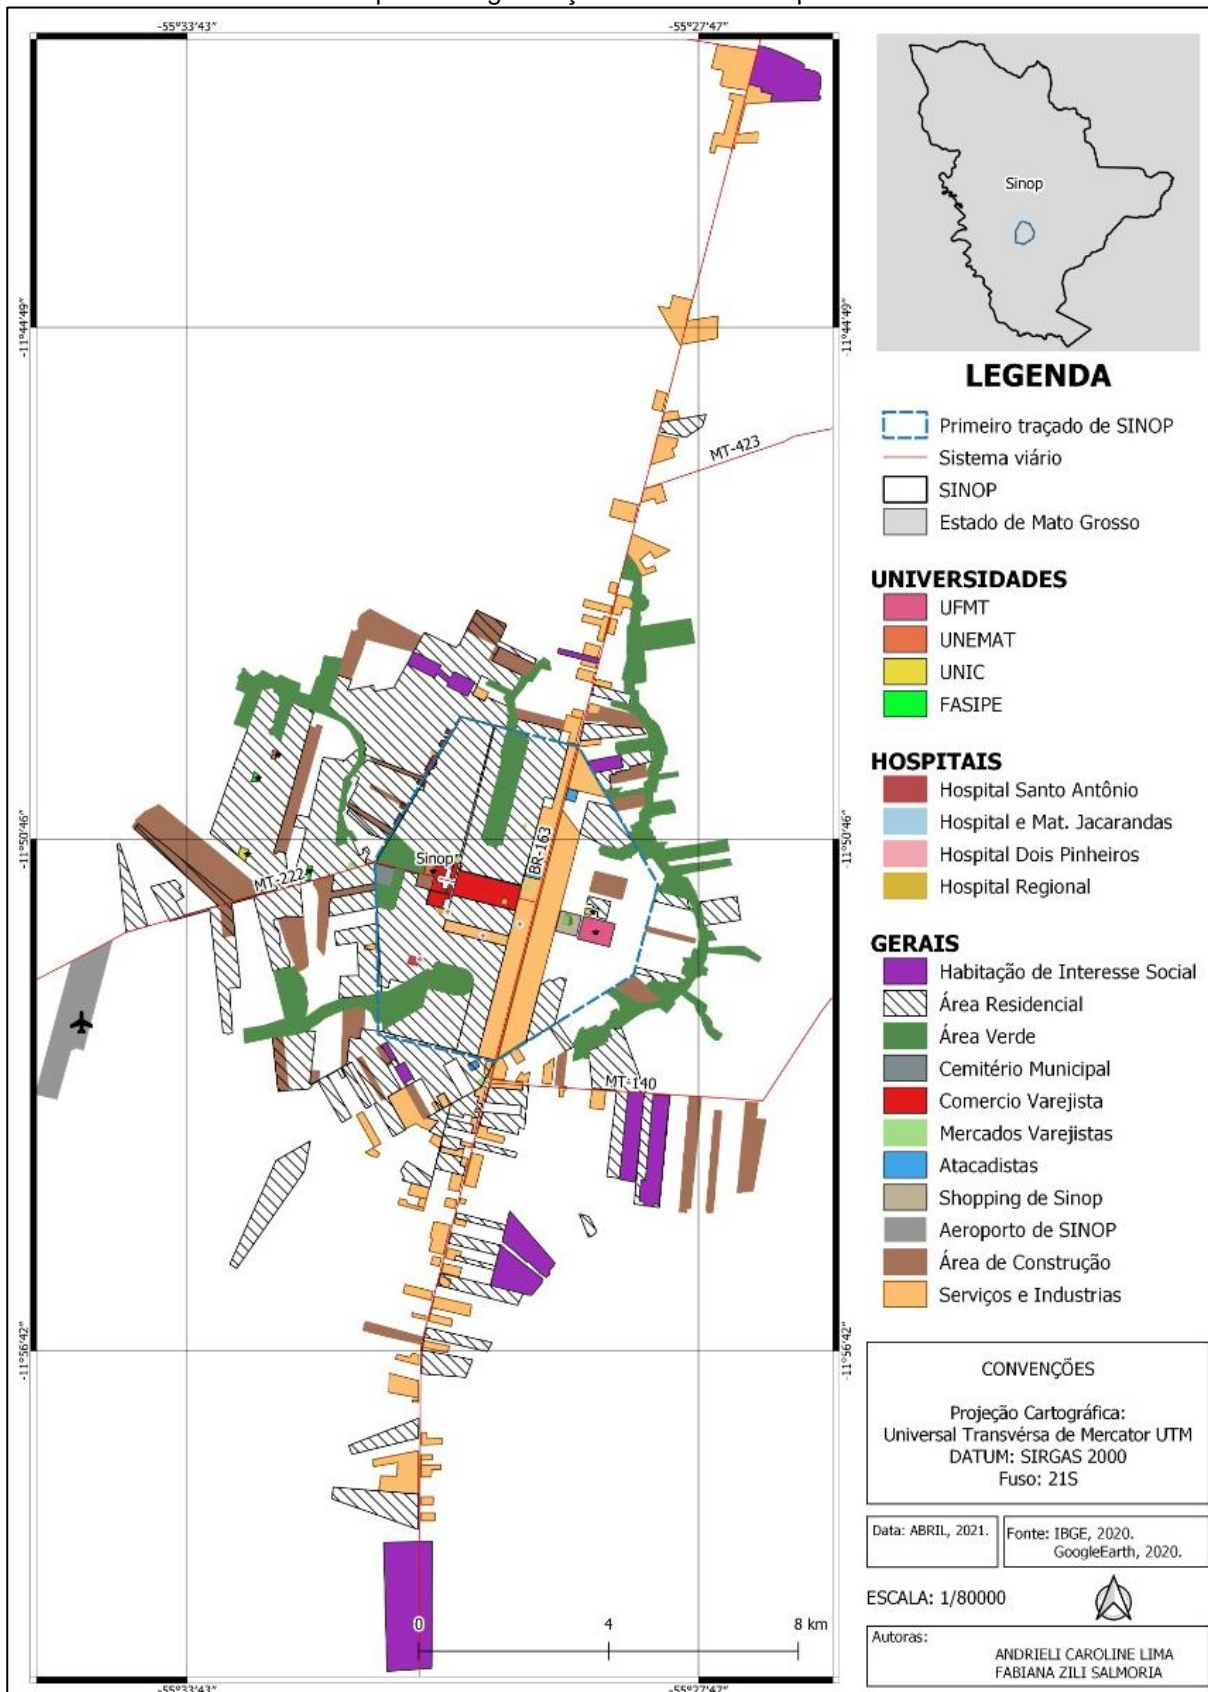 -55°33'43"
-55°27'47"
-11°44'49"
-11°44'49"
MT-423
Sinop
BR-163
-11°50'46"
-11°50'46"
MT-222
MT-140
-11°56'42"
-11°56'42"
0 4 8 km
-55°33'43"
-55°27'47"
Sinop
LEGENDA
Primeiro traçado de SINOP
Sistema viário
SINOP
Estado de Mato Grosso
UNIVERSIDADES
UFMT
UNEMAT
UNIC
FASIPE
HOSPITAIS
Hospital Santo Antônio
Hospital e Mat. Jacarandas
Hospital Dois Pinheiros
Hospital Regional
GERAIS
Habitação de Interesse Social
Área Residencial
Área Verde
Cemitério Municipal
Comercio Varejista
Mercados Varejistas
Atacadistas
Shopping de Sinop
Aeroporto de SINOP
Área de Construção
Serviços e Industrias
CONVENÇÕES
Projeção Cartográfica:
Universal Transvérsa de Mercator UTM
DATUM: SIRGAS 2000
Fuso: 21S
Data: ABRIL, 2021.
Fonte: IBGE, 2020.
GoogleEarth, 2020.
ESCALA: 1/80000
Autoras:
ANDRIELI CAROLINE LIMA
FABIANA ZILI SALMORIA